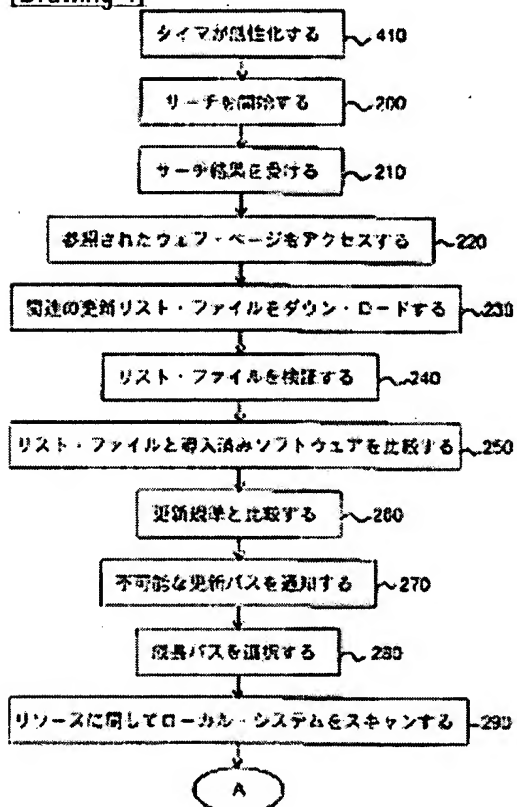 [Drawing 4]
タイマが活性化する 410
サーチを開始する 200
サーチ結果を受ける 210
参照されたウェブ・ページをアクセスする 220
関連の更新リスト・ファイルをダウン・ロードする 230
リスト・ファイルを検証する 240
リスト・ファイルと導入済みソフトウェアを比較する 250
更新規準と比較する 260
不可能な更新パスを通知する 270
成長パスを選択する 280
リソースに関してローカル・システムをスキャンする 290
A